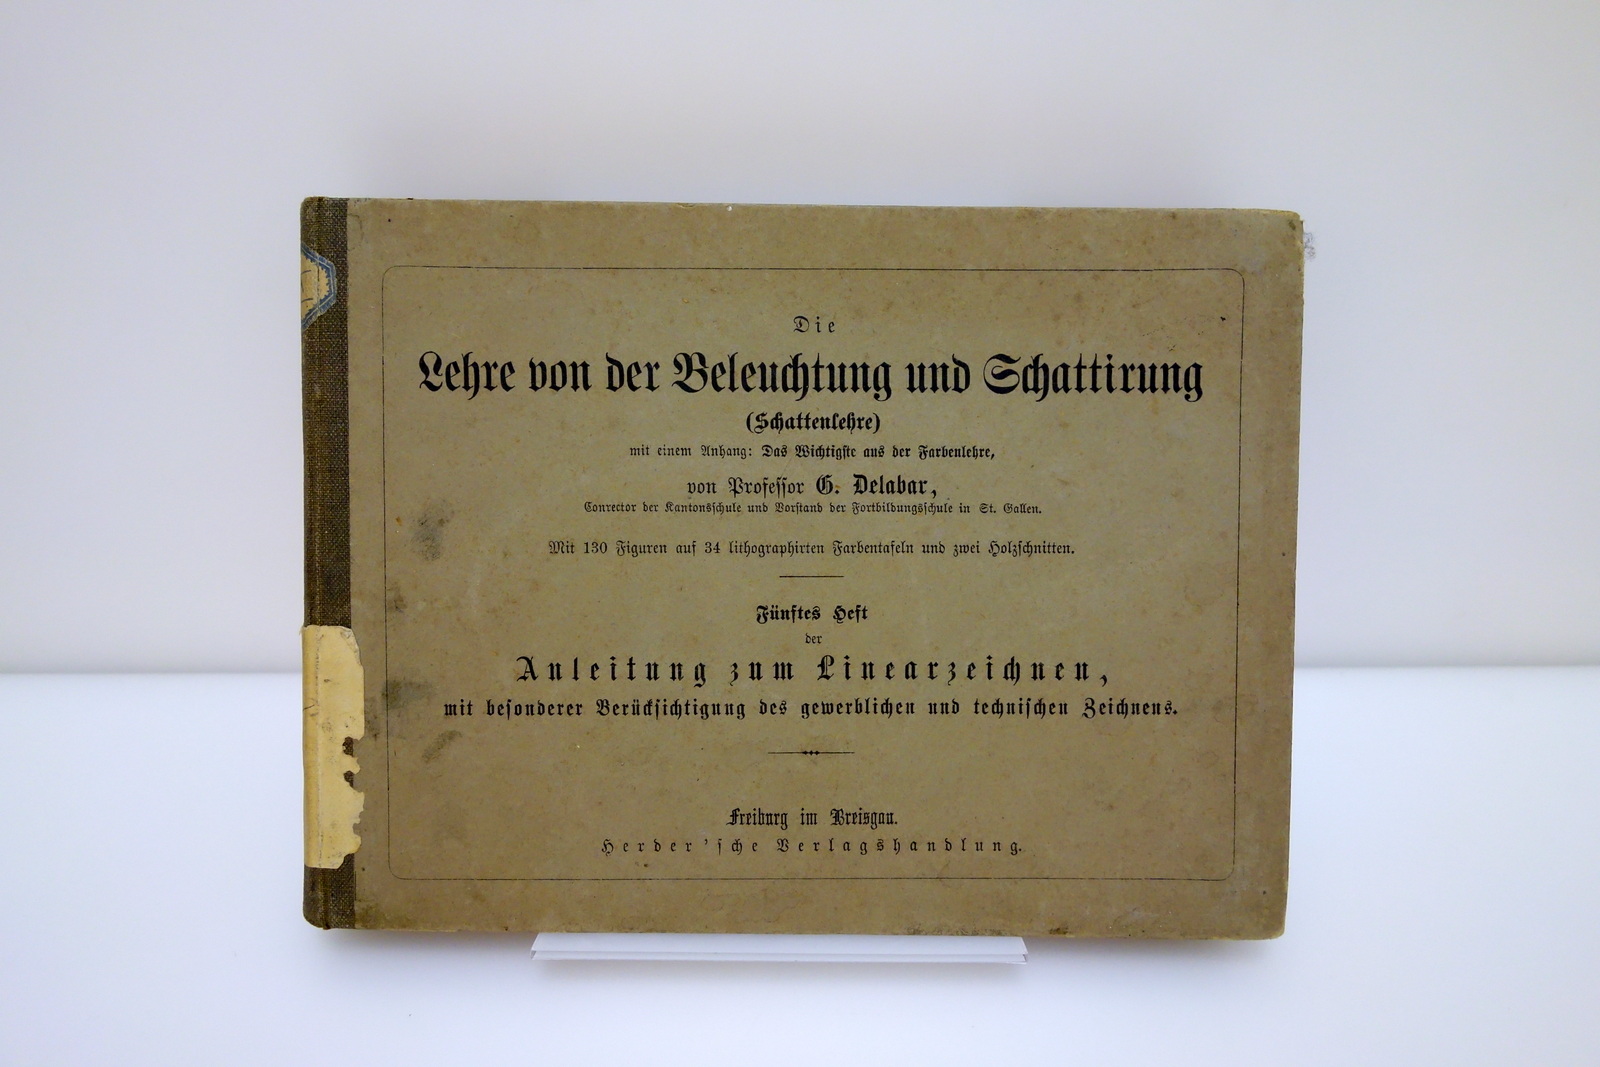 Die
Lehre von der Beleuchtung und Schattirung
(Schattenlehre)
mit einem Anhang: Das Wichtigste aus der Farbenlehre,
von Professor G. Delabar,
Conrector der Kantonsschule und Vorstand der Fortbildungsschule in St. Gallen.
Mit 130 Figuren auf 34 lithographirten Farbentafeln und zwei Holzschnitten.
Fünftes Heft
der
Anleitung zum Linearzeichnen,
mit besonderer Berücksichtigung des gewerblichen und technischen Zeichnens.
Freiburg im Breisgau.
Herder'sche Verlagshandlung.